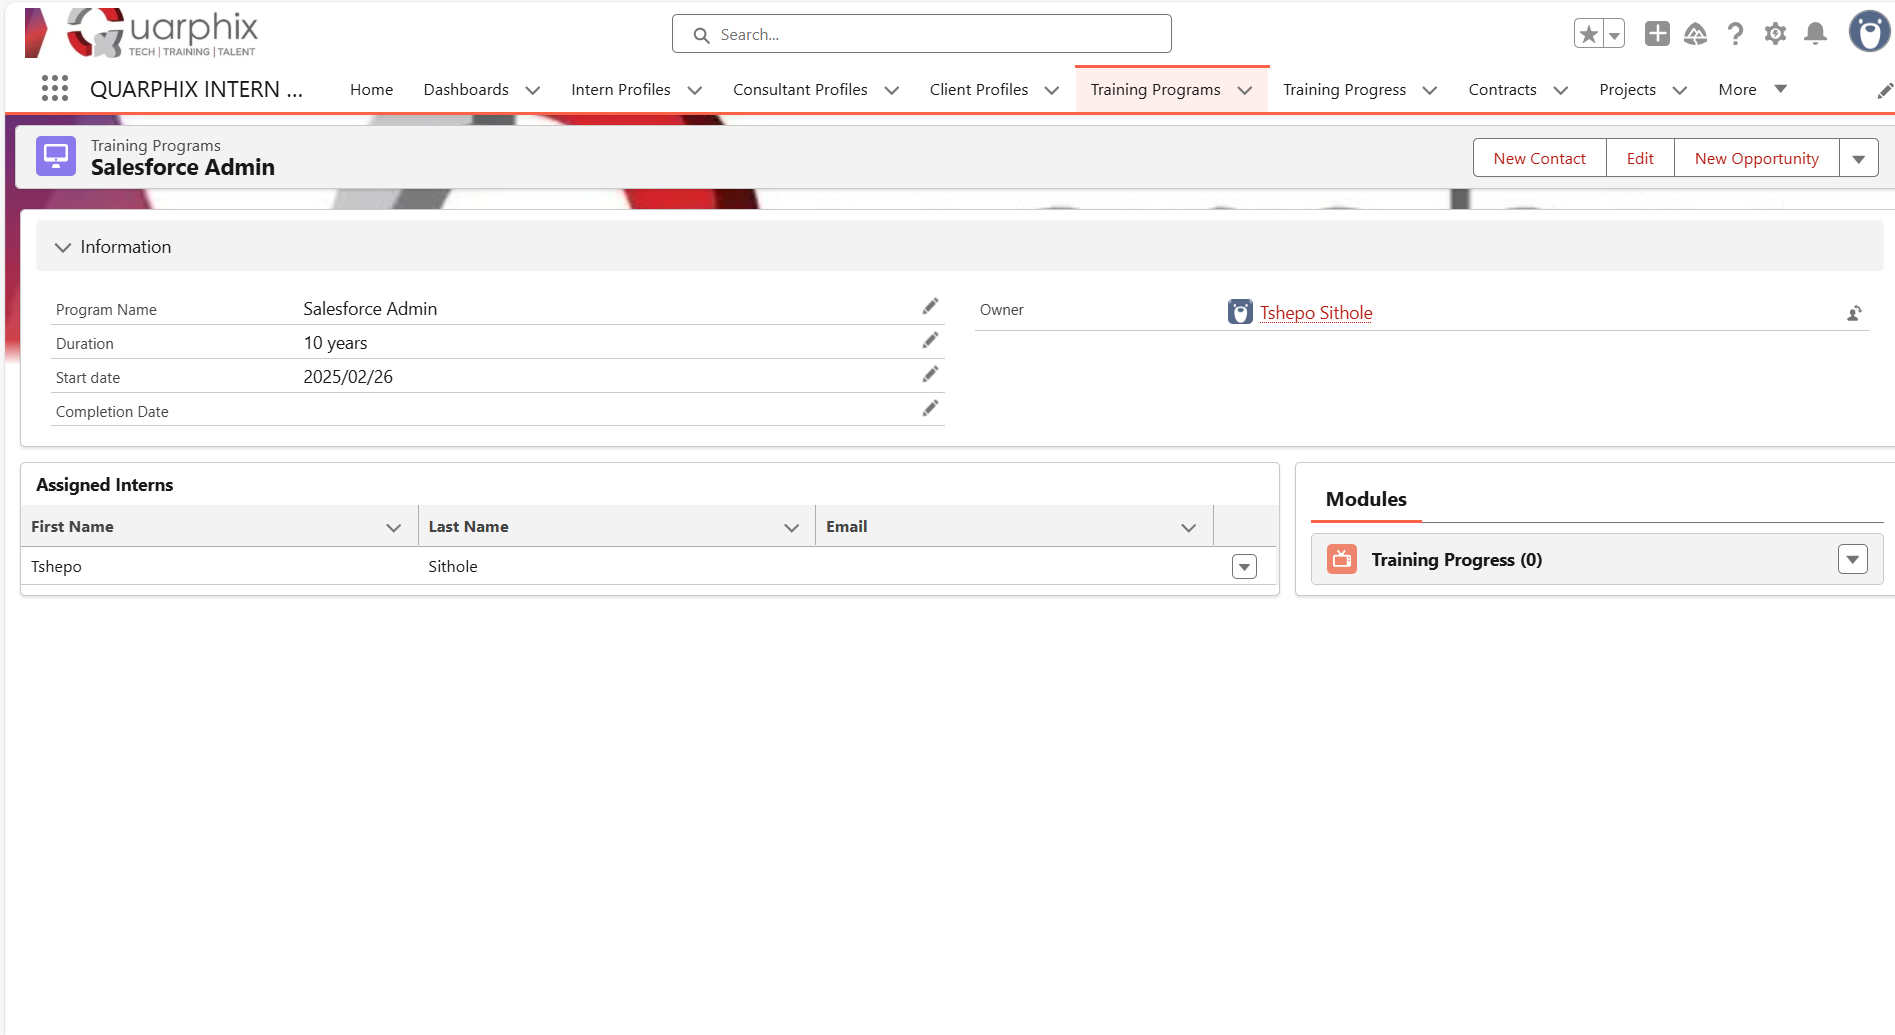 Quarphix
TECH | TRAINING | TALENT
Search...
QUARPHIX INTERN ...
Home
Dashboards
Intern Profiles
Consultant Profiles
Client Profiles
Training Programs
Training Progress
Contracts
Projects
More
Training Programs
Salesforce Admin
New Contact
Edit
New Opportunity
Information
Program Name
Salesforce Admin
Owner
Tshepo Sithole
Duration
10 years
Start date
2025/02/26
Completion Date
Assigned Interns
First Name
Last Name
Email
Tshepo
Sithole
Modules
Training Progress (0)